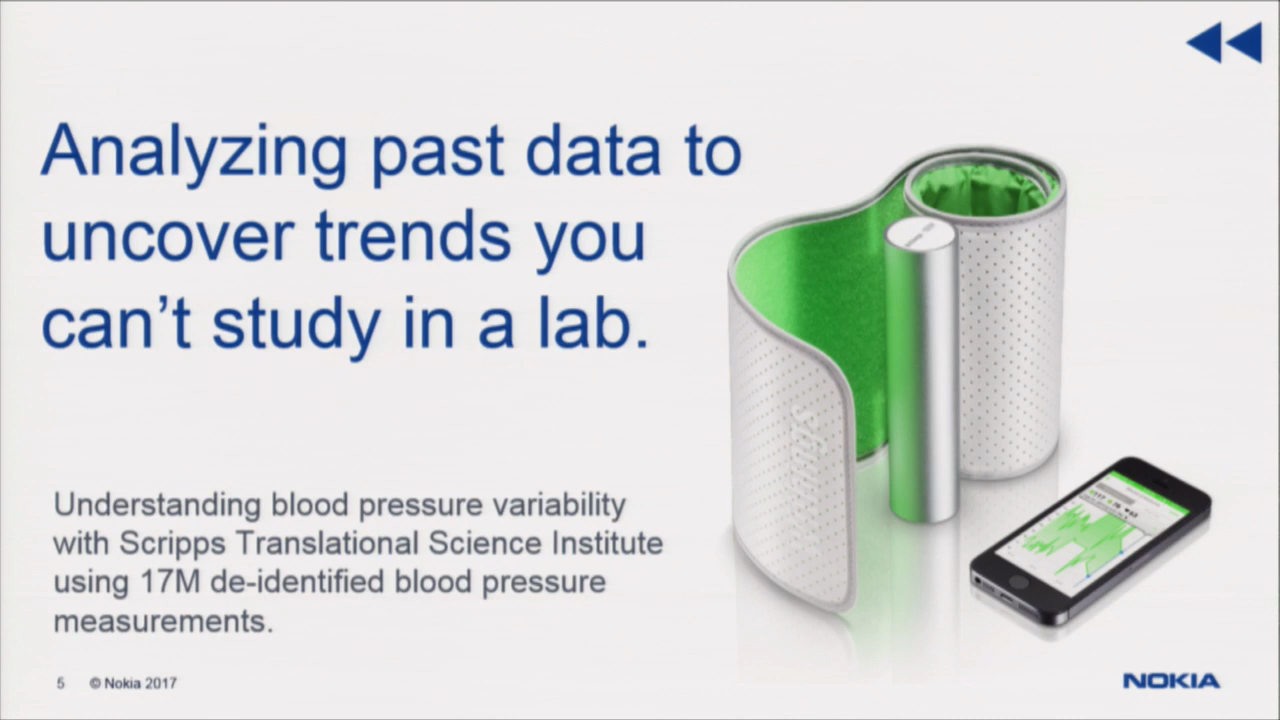 Analyzing past data to
uncover trends you
can’t study in a lab.
Understanding blood pressure variability
with Scripps Translational Science Institute
using 17M de-identified blood pressure
measurements.
5 © Nokia 2017
NOKIA